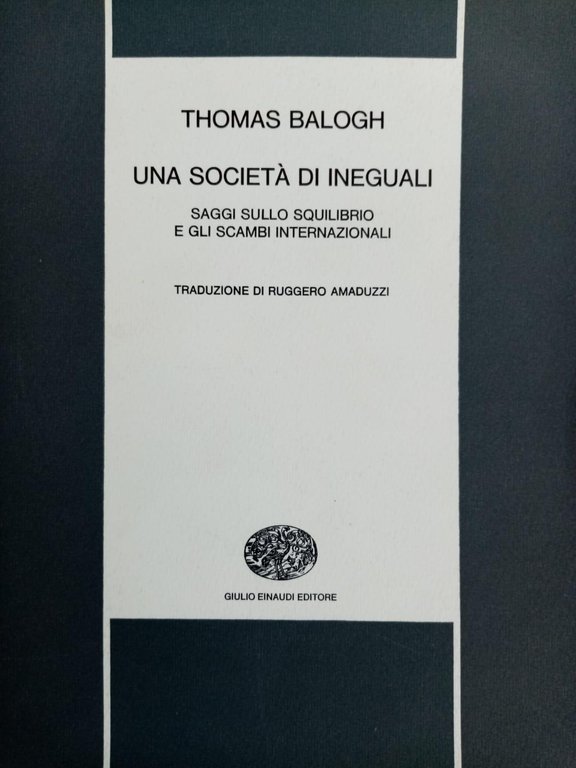 THOMAS BALOGH
UNA SOCIETÀ DI INEGUALI
SAGGI SULLO SQUILIBRIO
E GLI SCAMBI INTERNAZIONALI
TRADUZIONE DI RUGGERO AMADUZZI
GIULIO EINAUDI EDITORE